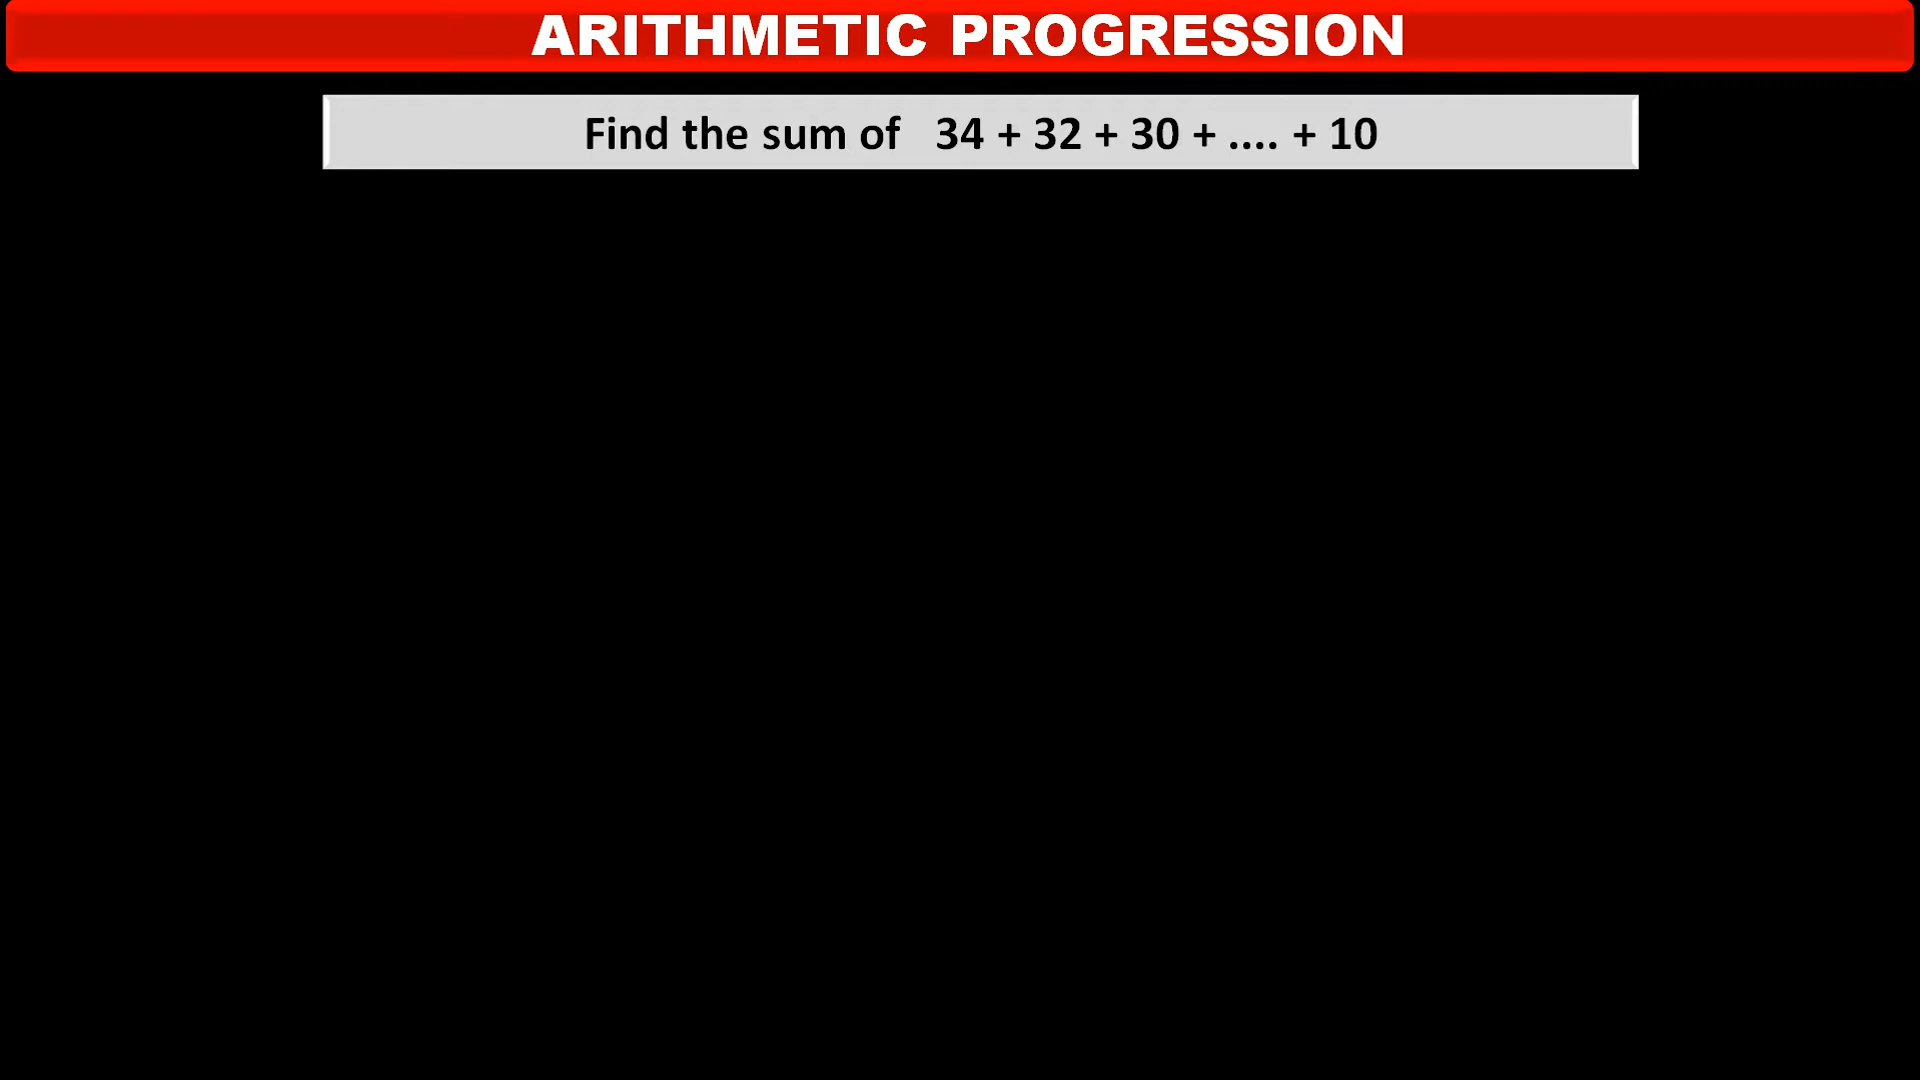 ARITHMETIC PROGRESSION
Find the sum of 34 + 32 + 30 + .... + 10